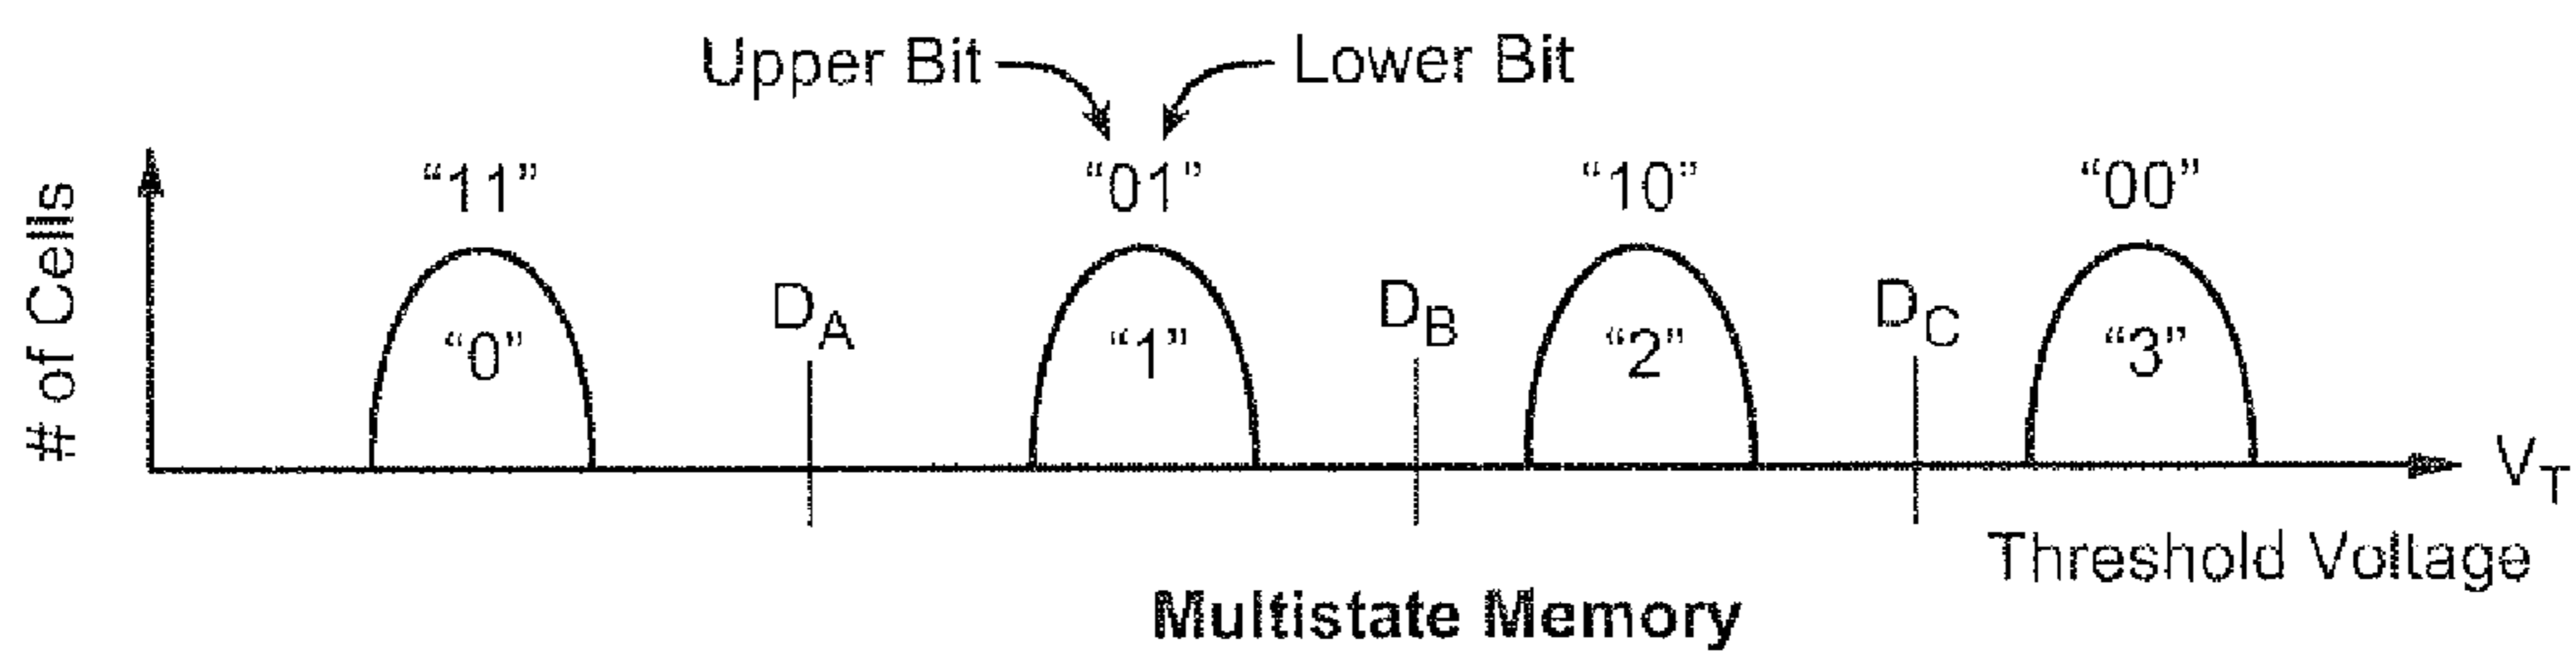 Upper Bit Lower Bit
“11” “01” “10” “00”
# of Cells
“0” DA “1” DB “2” DC “3”
VT
Threshold Voltage
Multistate Memory